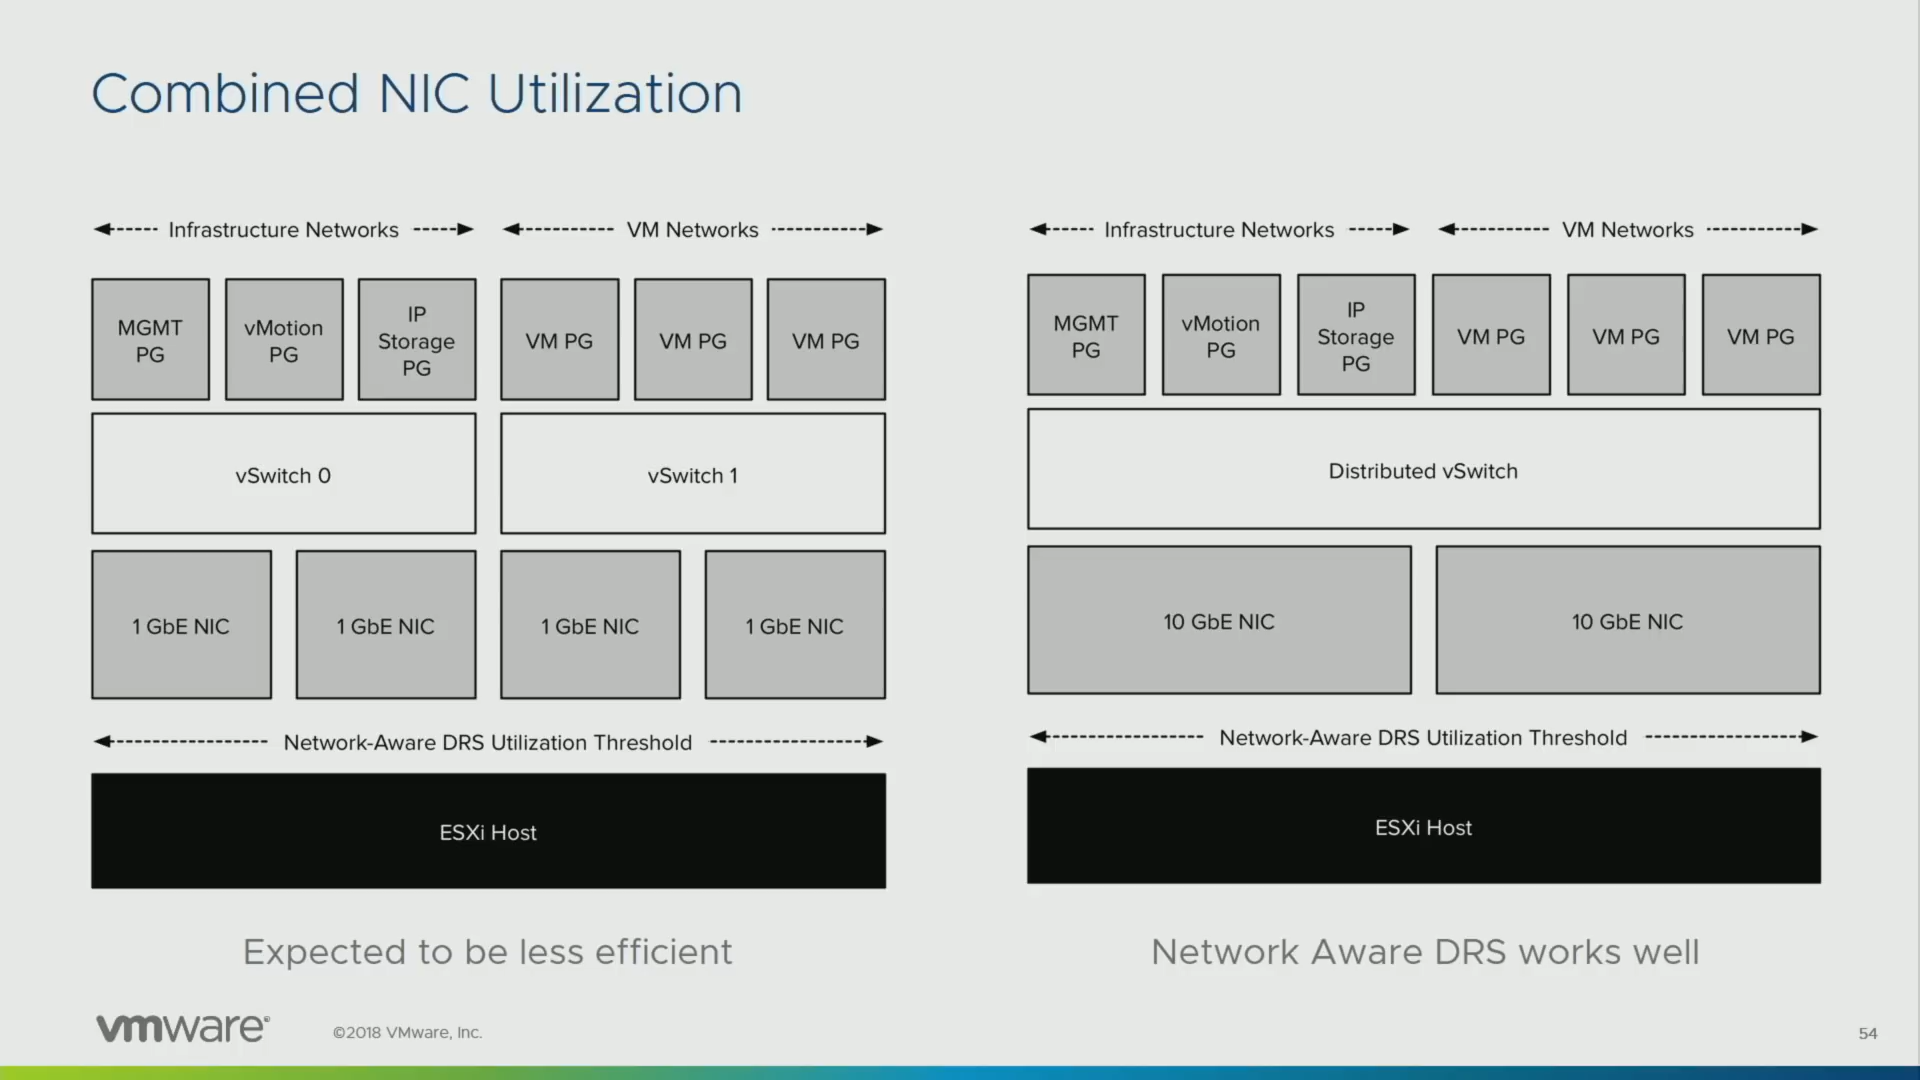 Combined NIC Utilization
Infrastructure Networks
VM Networks
MGMT
PG
vMotion
PG
IP
Storage
PG
VM PG
VM PG
VM PG
vSwitch 0
vSwitch 1
1 GbE NIC
1 GbE NIC
1 GbE NIC
1 GbE NIC
Network-Aware DRS Utilization Threshold
ESXi Host
Expected to be less efficient
Infrastructure Networks
VM Networks
MGMT
PG
vMotion
PG
IP
Storage
PG
VM PG
VM PG
VM PG
Distributed vSwitch
10 GbE NIC
10 GbE NIC
Network-Aware DRS Utilization Threshold
ESXi Host
Network Aware DRS works well
vmware®
©2018 VMware, Inc.
54